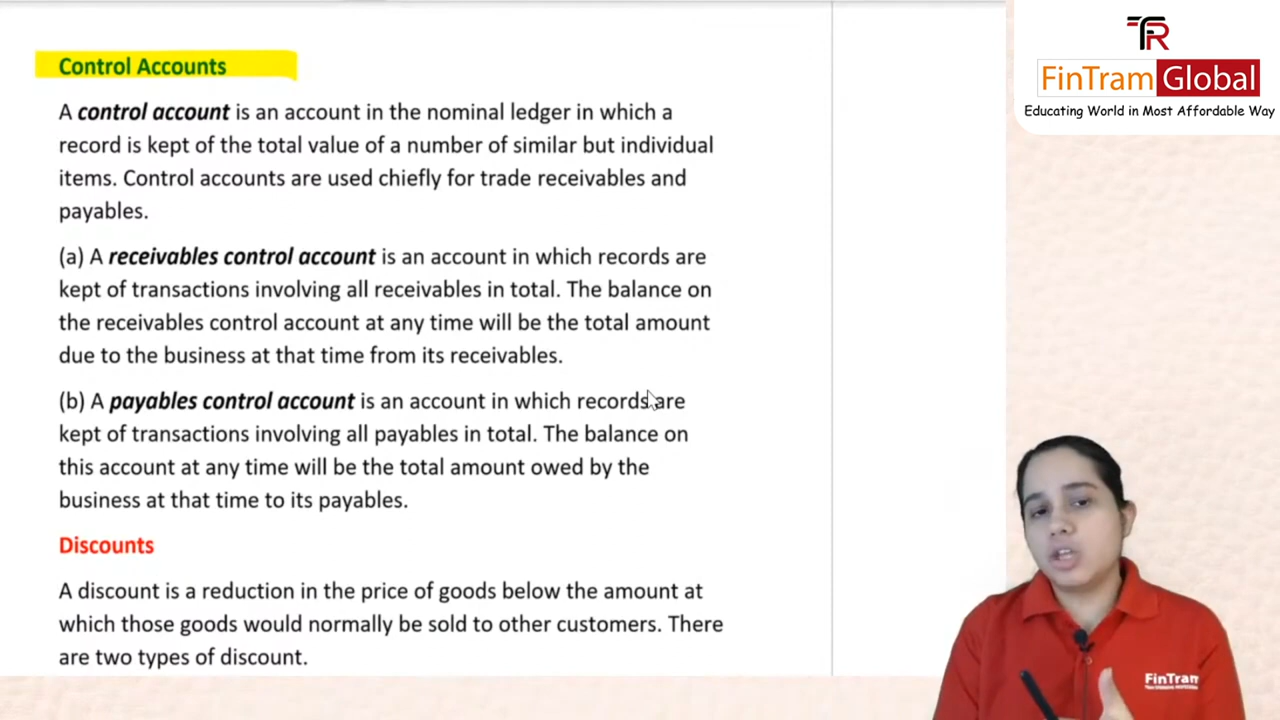 Control Accounts
A control account is an account in the nominal ledger in which a
record is kept of the total value of a number of similar but individual
items. Control accounts are used chiefly for trade receivables and
payables.
(a) A receivables control account is an account in which records are
kept of transactions involving all receivables in total. The balance on
the receivables control account at any time will be the total amount
due to the business at that time from its receivables.
(b) A payables control account is an account in which records are
kept of transactions involving all payables in total. The balance on
this account at any time will be the total amount owed by the
business at that time to its payables.
Discounts
A discount is a reduction in the price of goods below the amount at
which those goods would normally be sold to other customers. There
are two types of discount.
TR
FinTram Global
Educating World in Most Affordable Way
FinTram